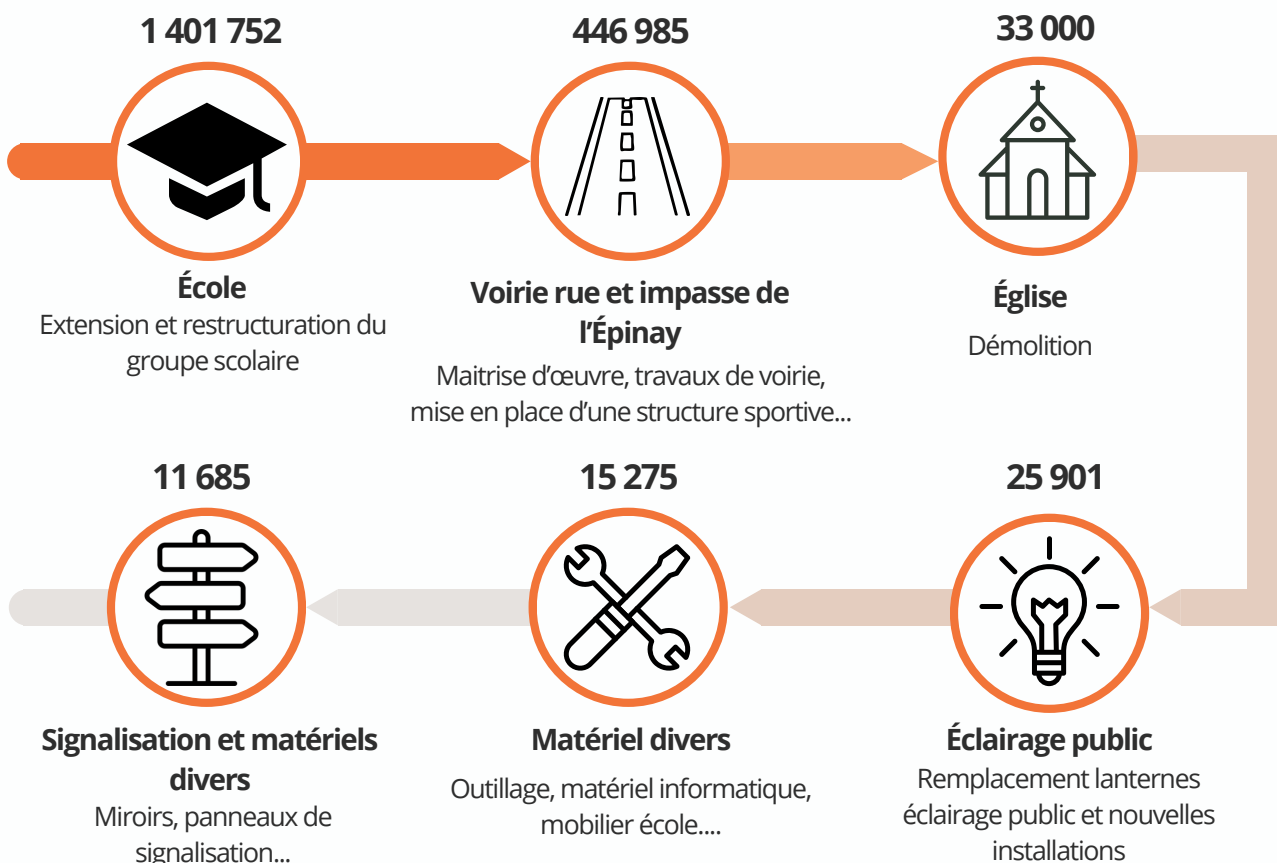 1 401 752
École
Extension et restructuration du
groupe scolaire
446 985
Voirie rue et impasse de
l'Épinay
Maitrise d'œuvre, travaux de voirie,
mise en place d'une structure sportive...
33 000
Église
Démolition
25 901
Éclairage public
Remplacement lanternes
éclairage public et nouvelles
installations
15 275
Matériel divers
Outillage, matériel informatique,
mobilier école....
11 685
Signalisation et matériels
divers
Miroirs, panneaux de
signalisation...